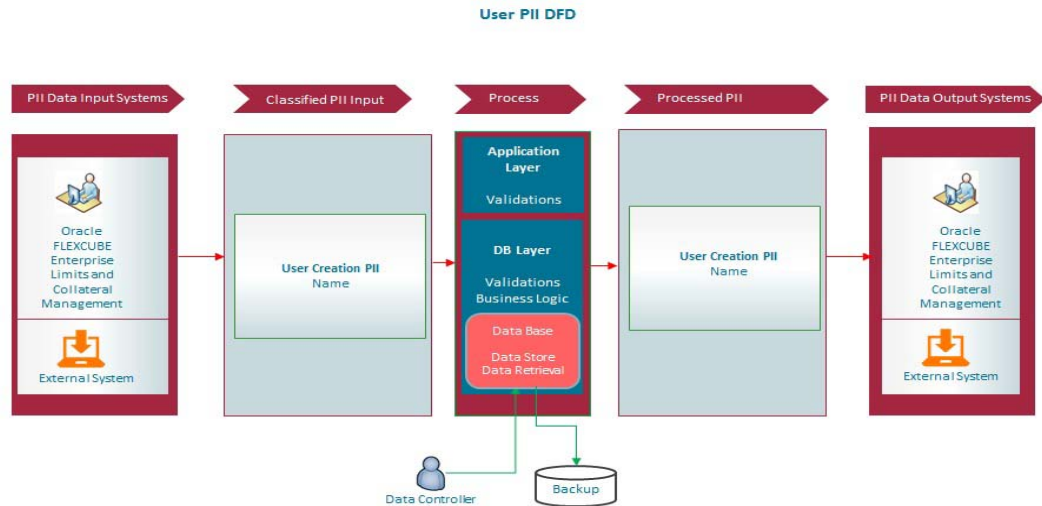 User PII DFD
PII Data Input Systems
Classified PII Input
Process
Processed PII
PII Data Output Systems
Oracle
FLEXCUBE
Enterprise
Limits and
Collateral
Management
External System
User Creation PII
Name
Application
Layer
Validations
DB Layer
Validations
Business Logic
Data Base
Data Store
Data Retrieval
User Creation PII
Name
Oracle
FLEXCUBE
Enterprise
Limits and
Collateral
Management
External System
Data Controller
Backup